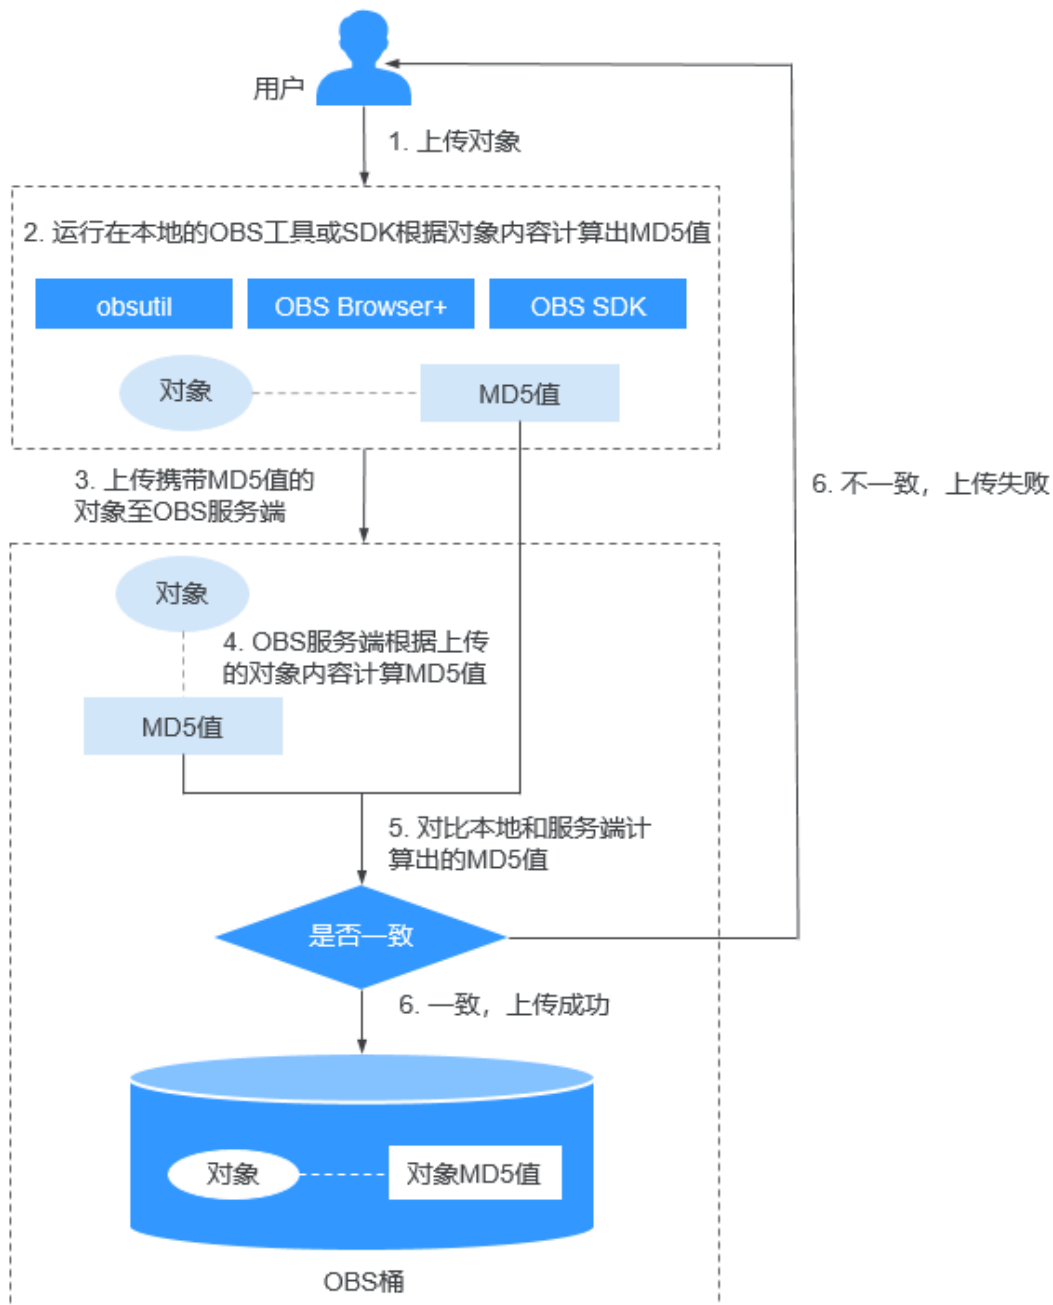 用户
1. 上传对象
2. 运行在本地的OBS工具或SDK根据对象内容计算出MD5值
obsutil
OBS Browser+
OBS SDK
对象
MD5值
3. 上传携带MD5值的
对象至OBS服务端
6. 不一致，上传失败
对象
4. OBS服务端根据上传
的对象内容计算MD5值
MD5值
5. 对比本地和服务端计
算出的MD5值
是否一致
6. 一致，上传成功
对象
对象MD5值
OBS桶